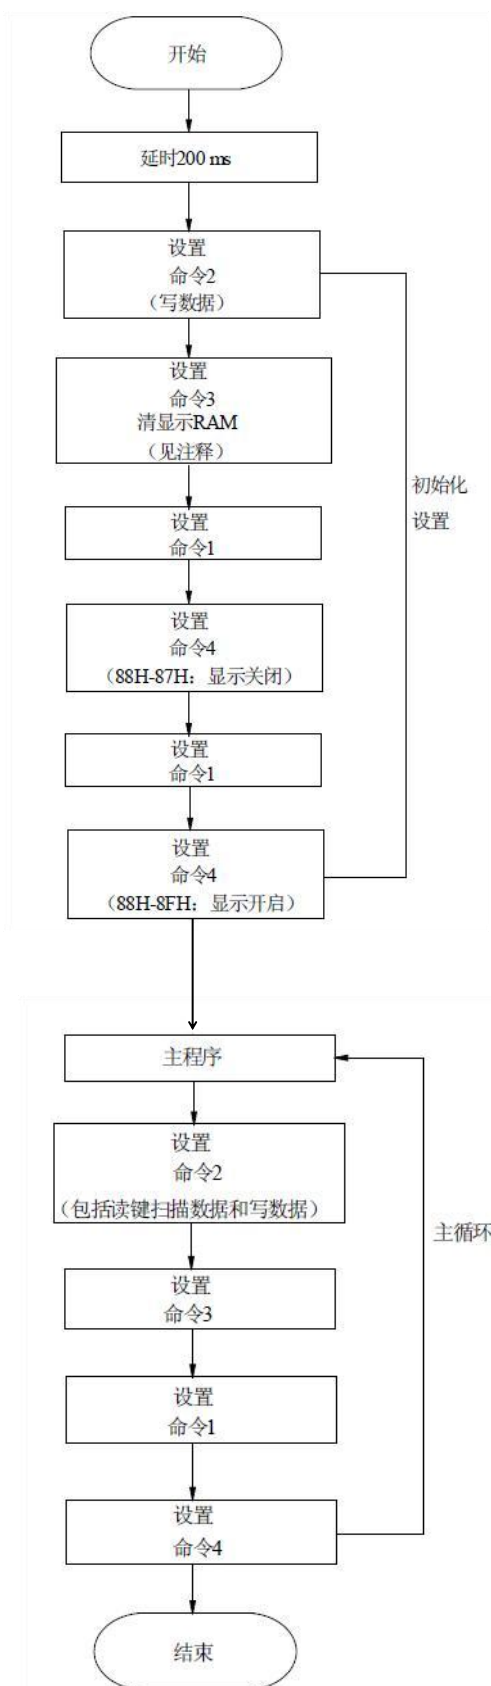 开始
延时200 ms
设置
命令2
（写数据）
设置
命令3
清显示RAM
（见注释）
初始化
设置
设置
命令1
设置
命令4
（88H-87H：显示关闭）
设置
命令1
设置
命令4
（88H-8FH：显示开启）
主程序
设置
命令2
（包括读键扫描数据和写数据）
主循环
设置
命令3
设置
命令1
设置
命令4
结束